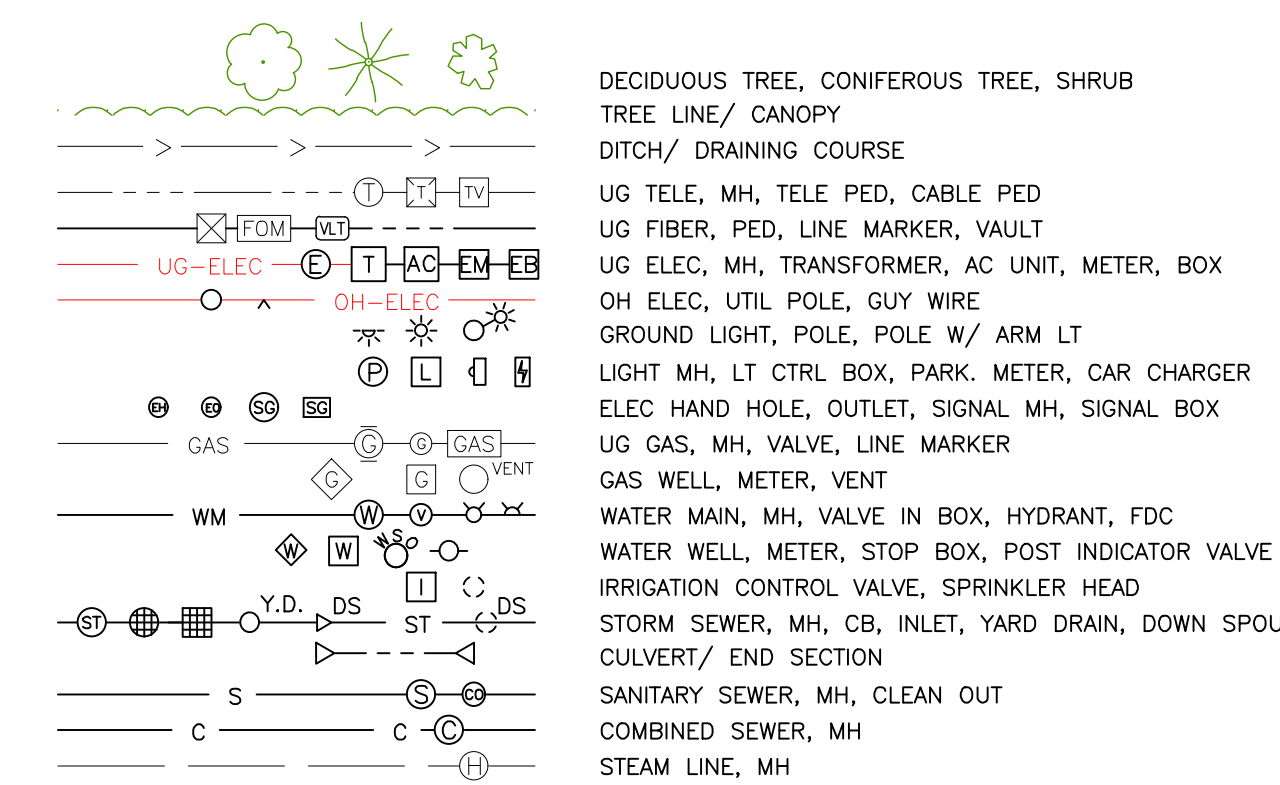 DECIDUOUS TREE, CONIFEROUS TREE, SHRUB
TREE LINE/ CANOPY
DITCH/ DRAINING COURSE
T T TV UG TELE, MH, TELE PED, CABLE PED
FOM VLT UG FIBER, PED, LINE MARKER, VAULT
UG-ELEC E T AC EM EB UG ELEC, MH, TRANSFORMER, AC UNIT, METER, BOX
OH-ELEC OH ELEC, UTIL POLE, GUY WIRE
GROUND LIGHT, POLE, POLE W/ ARM LT
P L LIGHT MH, LT CTRL BOX, PARK. METER, CAR CHARGER
EH EO SG SG ELEC HAND HOLE, OUTLET, SIGNAL MH, SIGNAL BOX
GAS G G GAS UG GAS, MH, VALVE, LINE MARKER
G G VENT GAS WELL, METER, VENT
WM W V WATER MAIN, MH, VALVE IN BOX, HYDRANT, FDC
W W WSO WATER WELL, METER, STOP BOX, POST INDICATOR VALVE
I IRRIGATION CONTROL VALVE, SPRINKLER HEAD
ST Y.D. DS ST DS STORM SEWER, MH, CB, INLET, YARD DRAIN, DOWN SPOU
CULVERT/ END SECTION
S S CO SANITARY SEWER, MH, CLEAN OUT
C C C COMBINED SEWER, MH
H STEAM LINE, MH